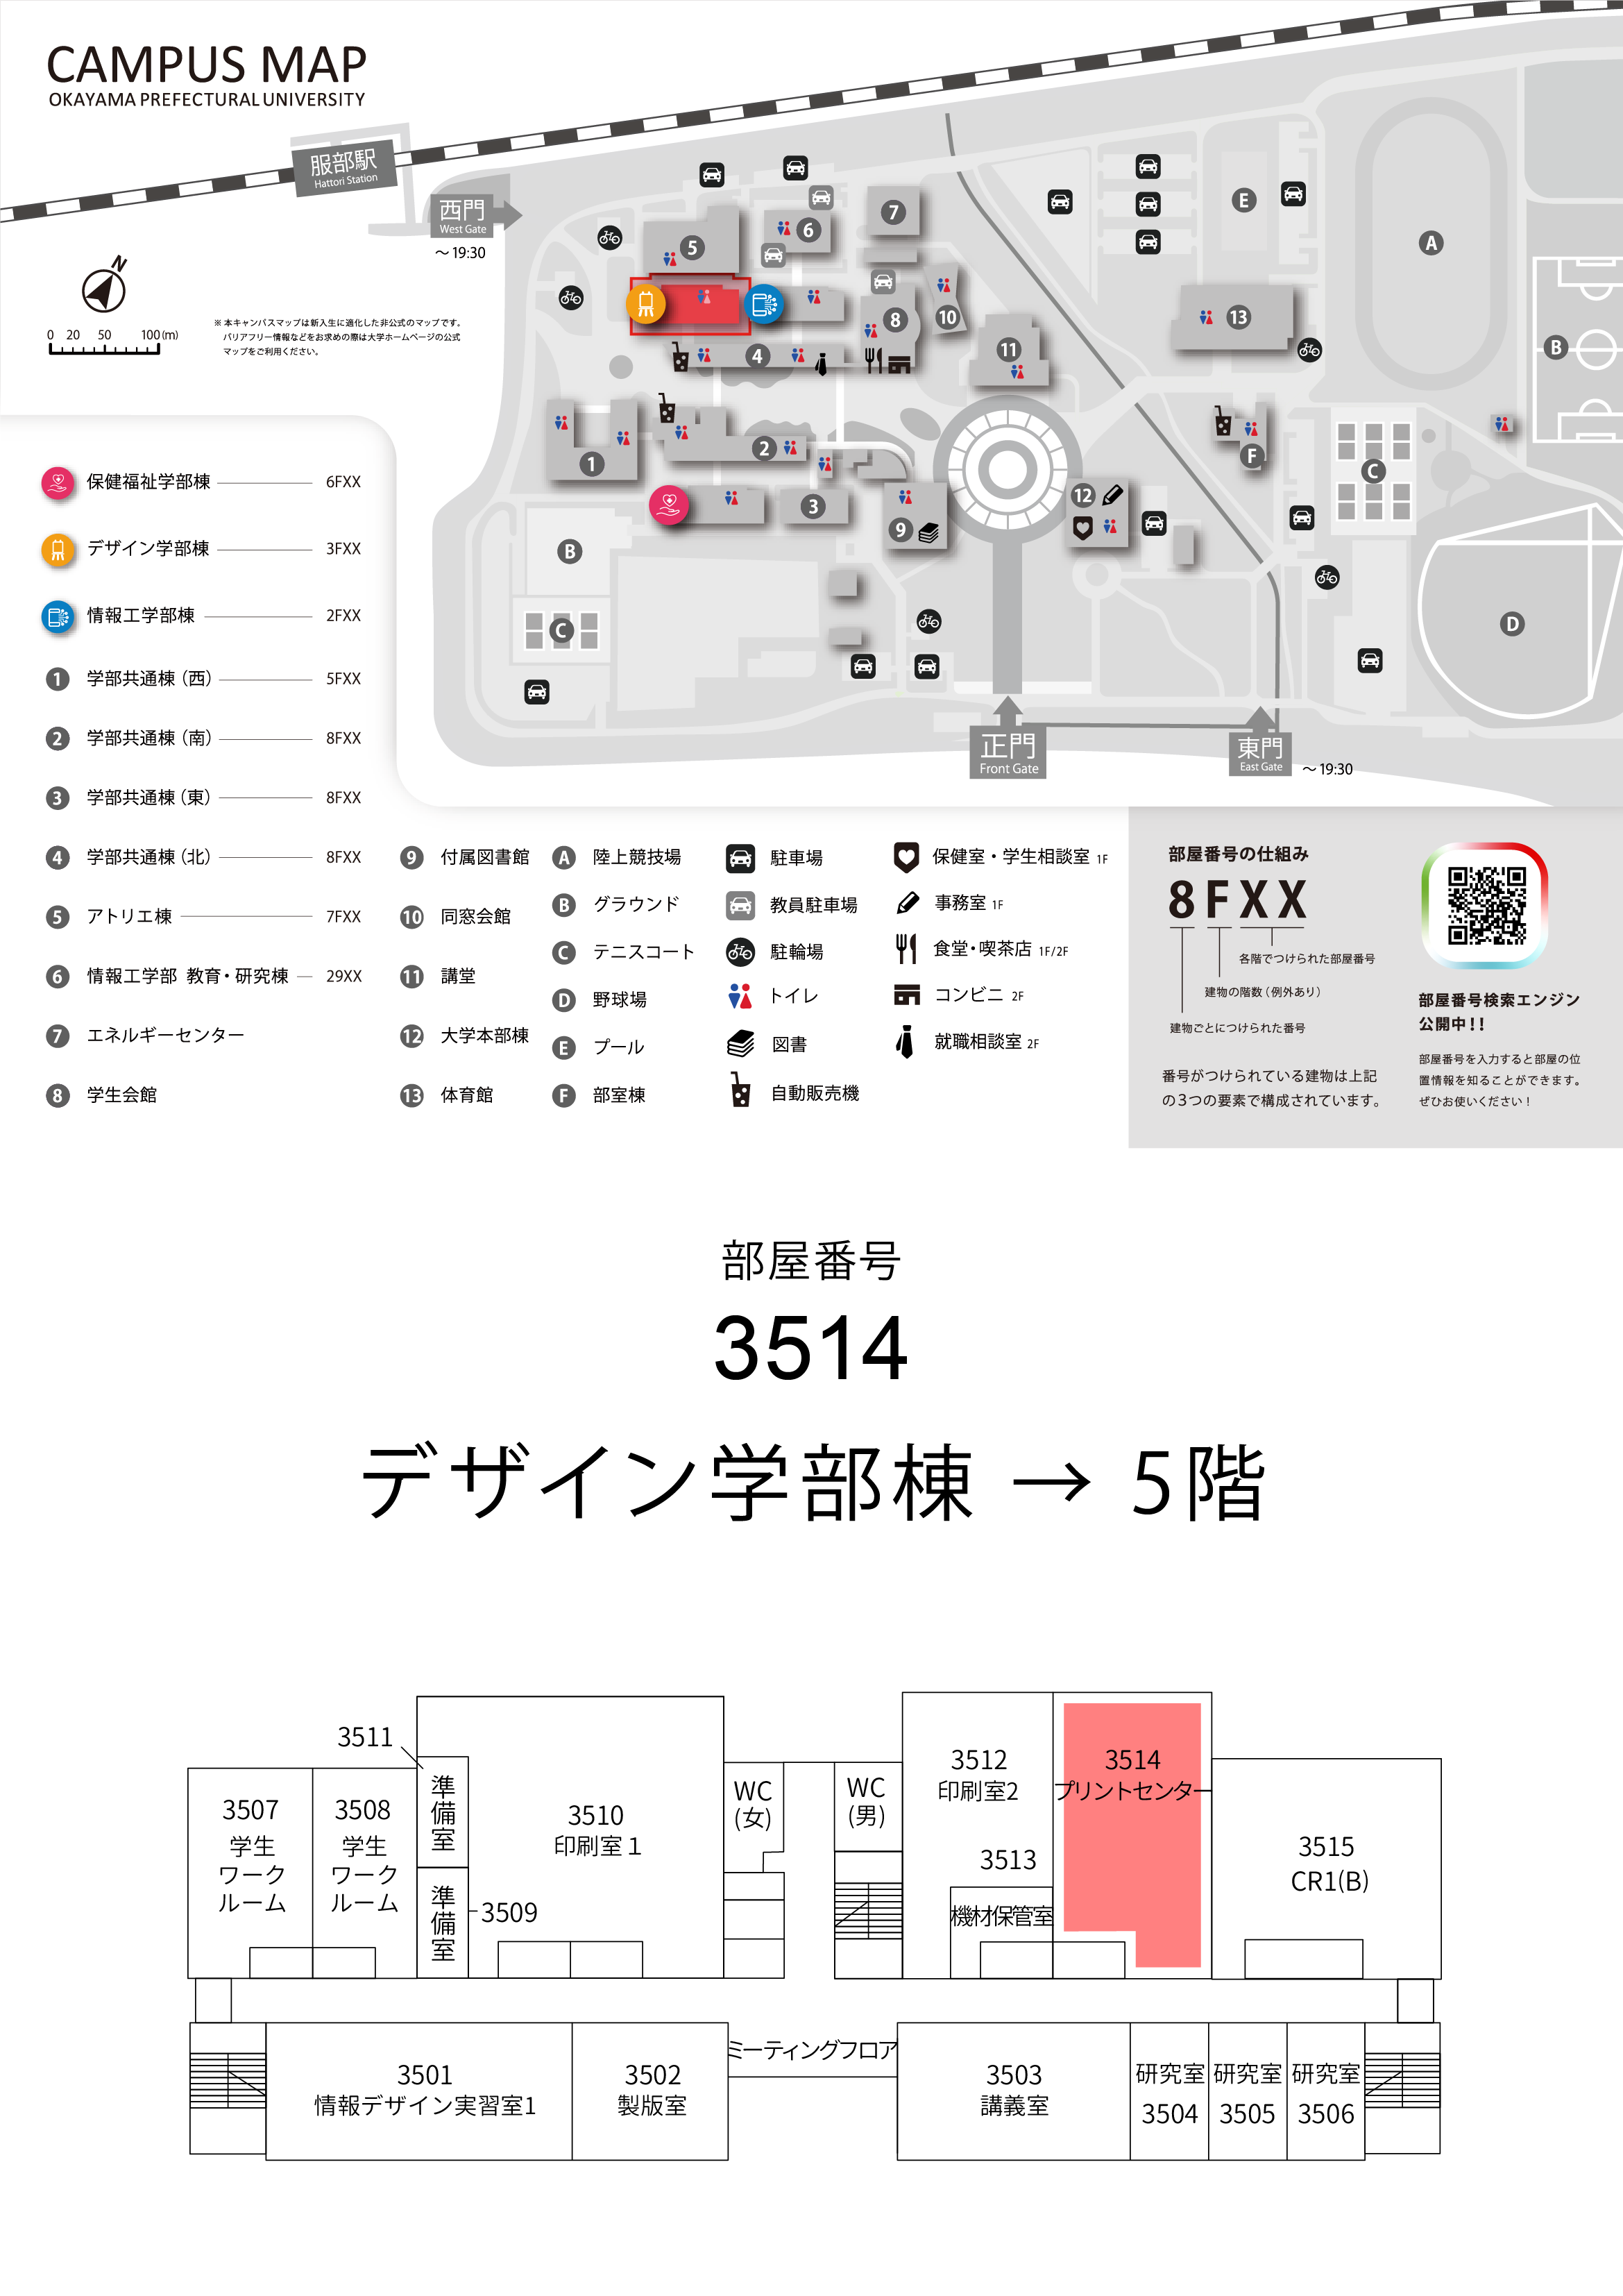 CAMPUS MAP
OKAYAMA PREFECTURAL UNIVERSITY
服部駅
Hattori Station
西門
West Gate
～19:30
N
0 20 50 100(m)
※本キャンパスマップは新入生に適化した非公式のマップです。
バリアフリー情報などをお求めの際は大学ホームページの公式
マップをご利用ください。
7
6
5
E
A
8
10
13
11
4
B
2
1
F
C
12
3
9
B
C
D
正門
Front Gate
東門
East Gate
～19:30
保健福祉学部棟 6FXX
デザイン学部棟 3FXX
情報工学部棟 2FXX
1 学部共通棟（西） 5FXX
2 学部共通棟（南） 8FXX
3 学部共通棟（東） 8FXX
4 学部共通棟（北） 8FXX
5 アトリエ棟 7FXX
6 情報工学部 教育・研究棟 29XX
7 エネルギーセンター
8 学生会館
9 付属図書館
10 同窓会館
11 講堂
12 大学本部棟
13 体育館
A 陸上競技場
B グラウンド
C テニスコート
D 野球場
E プール
F 部室棟
駐車場
教員駐車場
駐輪場
トイレ
図書
自動販売機
保健室・学生相談室 1F
事務室 1F
食堂・喫茶店 1F/2F
コンビニ 2F
就職相談室 2F
部屋番号の仕組み
8FXX
各階でつけられた部屋番号
建物の階数（例外あり）
建物ごとにつけられた番号
番号がつけられている建物は上記
の３つの要素で構成されています。
部屋番号検索エンジン
公開中！！
部屋番号を入力すると部屋の位
置情報を知ることができます。
ぜひお使いください！
部屋番号
3514
デザイン学部棟 → 5階
3511
3507
学生
ワーク
ルーム
3508
学生
ワーク
ルーム
準備室
準備室
3509
3510
印刷室１
WC
(女)
WC
(男)
3512
印刷室2
3513
機材保管室
3514
プリントセンター
3515
CR1(B)
3501
情報デザイン実習室1
3502
製版室
ミーティングフロア
3503
講義室
研究室
3504
研究室
3505
研究室
3506